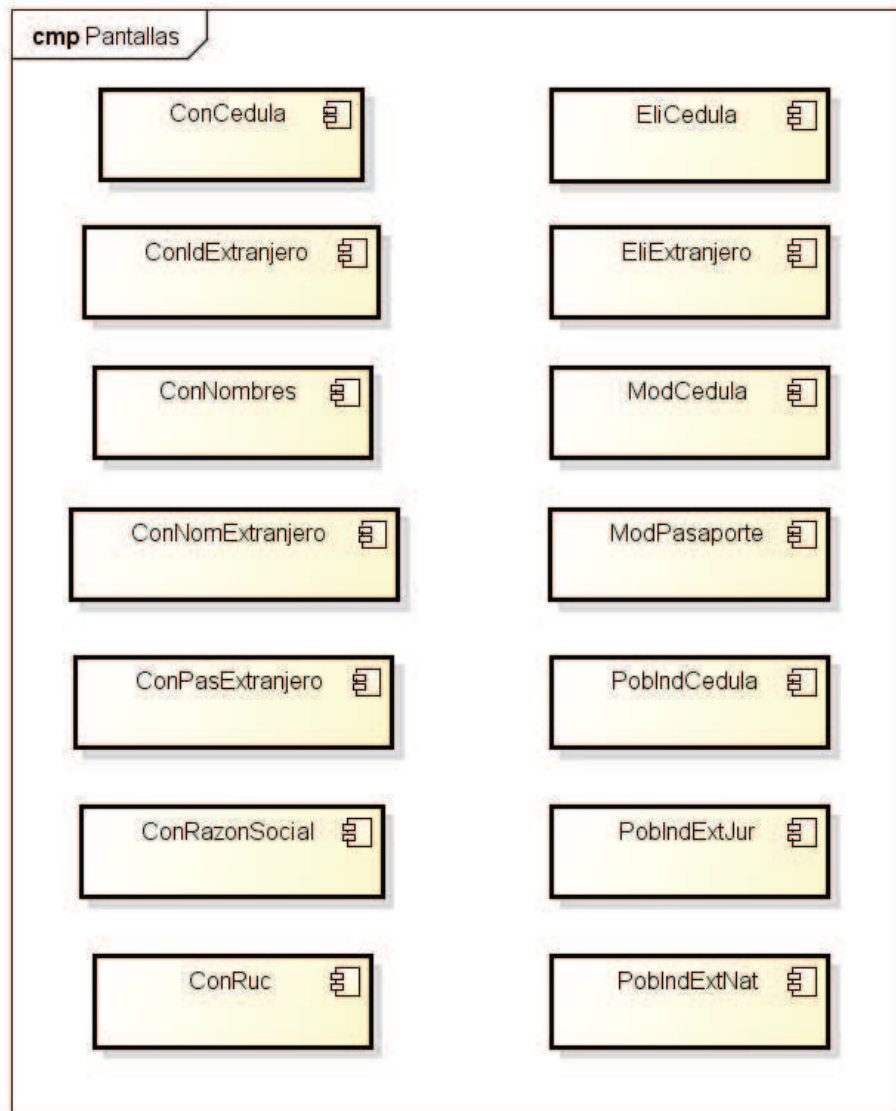 cmp Pantallas
ConCedula
EliCedula
ConIdExtranjero
EliExtranjero
ConNombres
ModCedula
ConNomExtranjero
ModPasaporte
ConPasExtranjero
PobIndCedula
ConRazonSocial
PobIndExtJur
ConRuc
PobIndExtNat